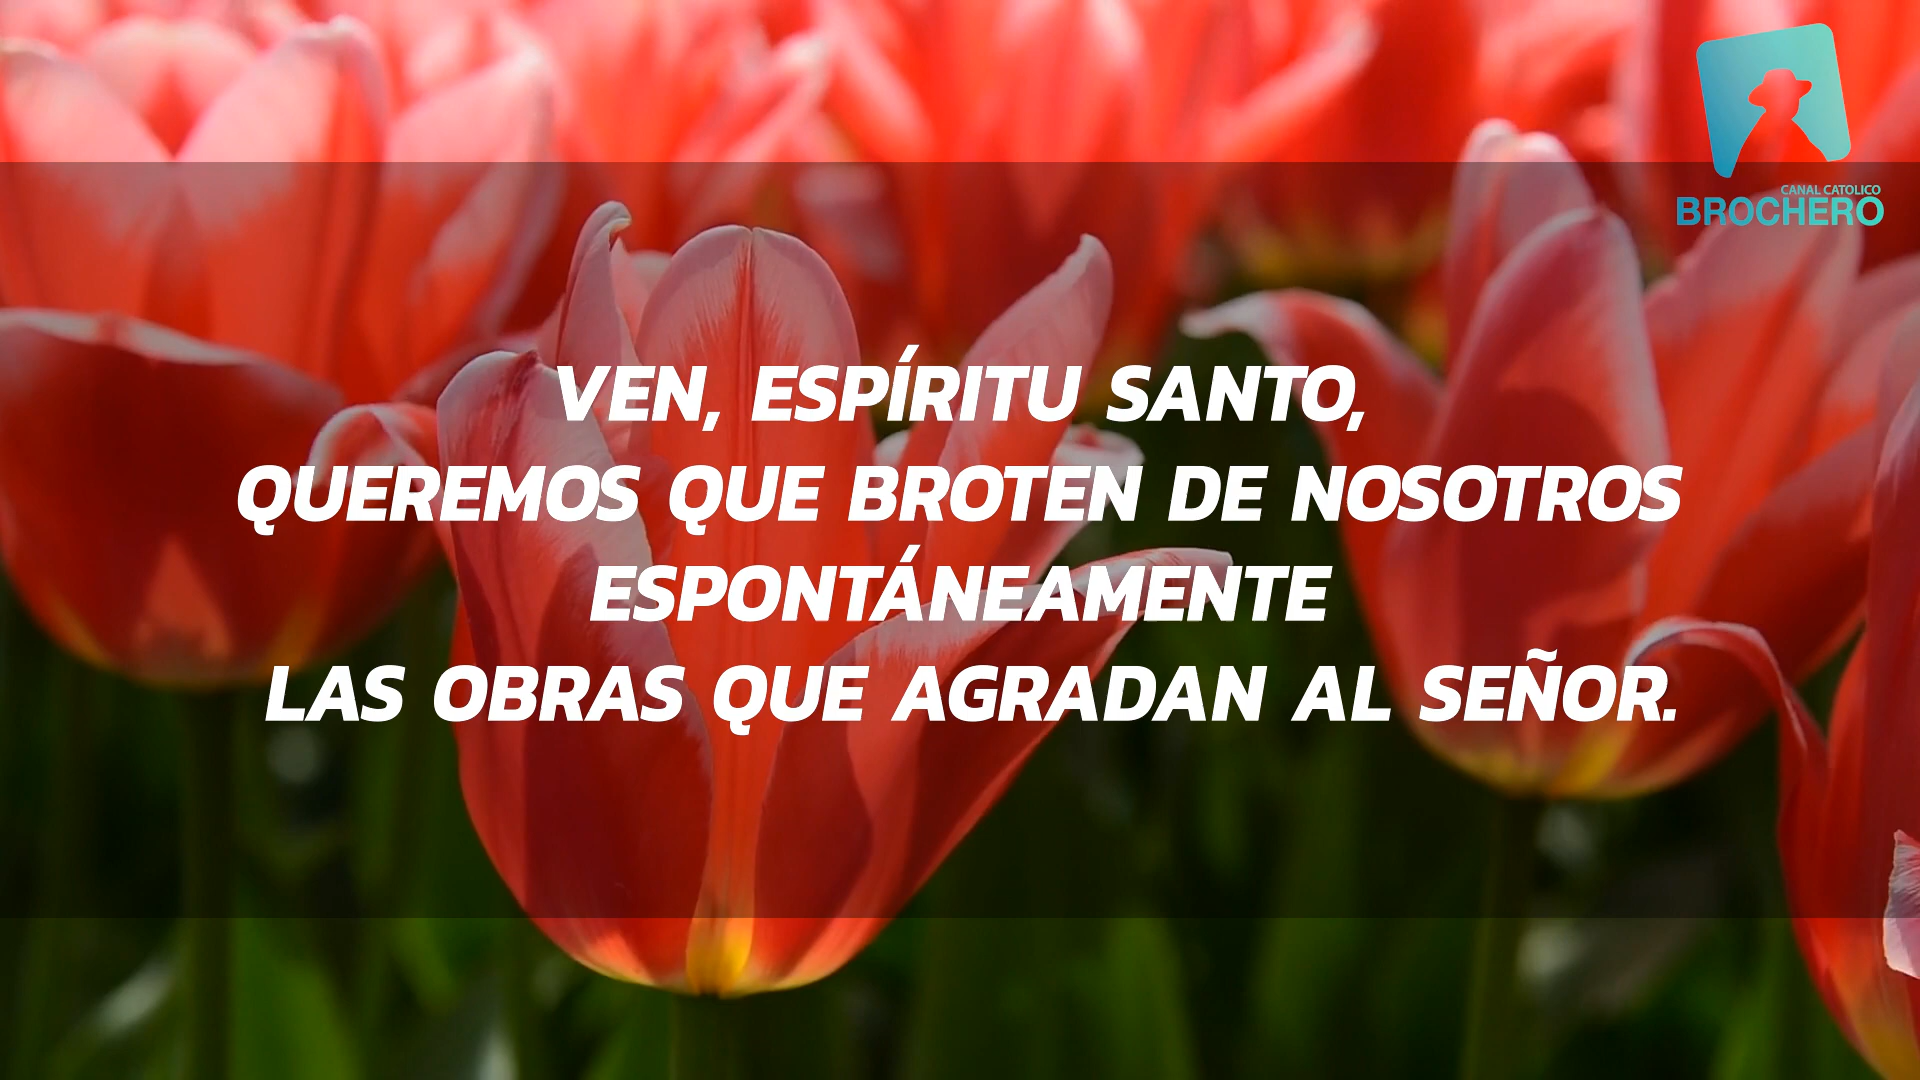 CANAL CATOLICO
BROCHERO
VEN, ESPÍRITU SANTO,
QUEREMOS QUE BROTEN DE NOSOTROS
ESPONTÁNEAMENTE
LAS OBRAS QUE AGRADAN AL SEÑOR.